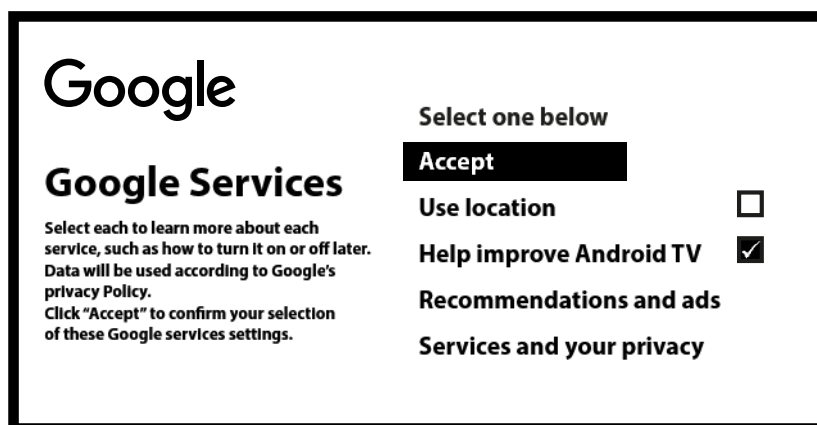 Google
Google Services
Select each to learn more about each
service, such as how to turn it on or off later.
Data will be used according to Google's
privacy Policy.
Click "Accept" to confirm your selection
of these Google services settings.
Select one below
Accept
Use location
Help improve Android TV
Recommendations and ads
Services and your privacy